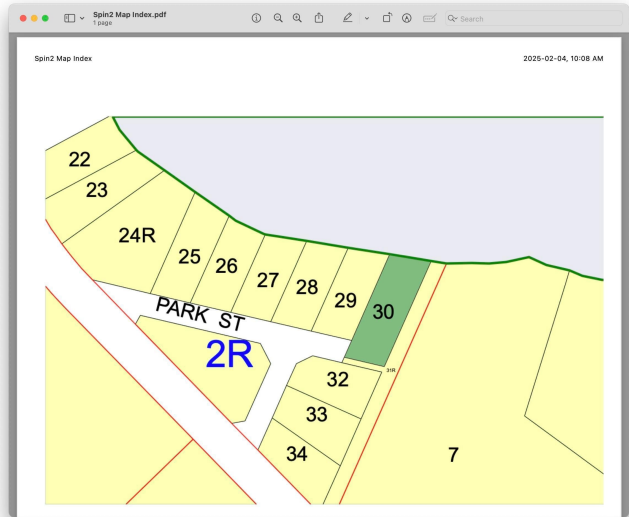 Spin2 Map Index.pdf
1 page
Search
Spin2 Map Index
2025-02-04, 10:08 AM
22
23
24R
25
26
27
28
29
30
PARK ST
2R
31R
32
33
34
7